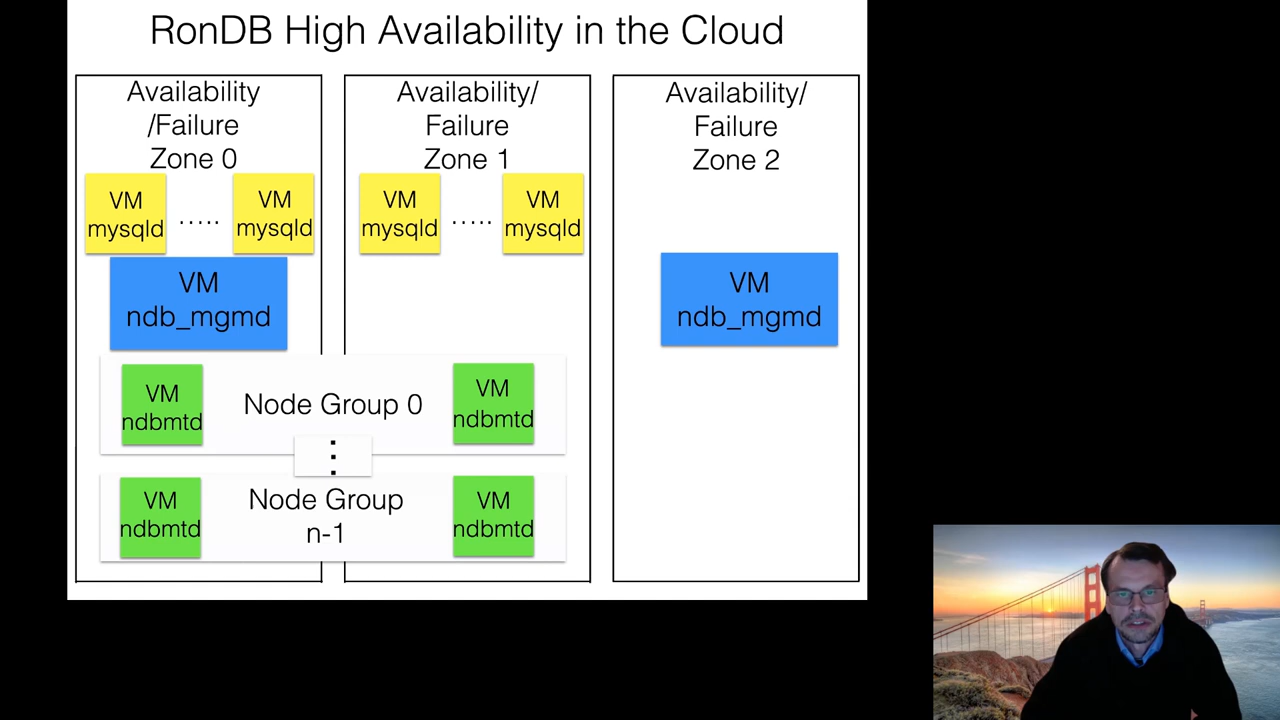 RonDB High Availability in the Cloud
Availability
/Failure
Zone 0
VM
mysqld
.....
VM
mysqld
VM
ndb_mgmd
Availability/
Failure
Zone 1
VM
mysqld
.....
VM
mysqld
Availability/
Failure
Zone 2
VM
ndb_mgmd
VM
ndbmtd
Node Group 0
VM
ndbmtd
⋮
VM
ndbmtd
Node Group
n-1
VM
ndbmtd